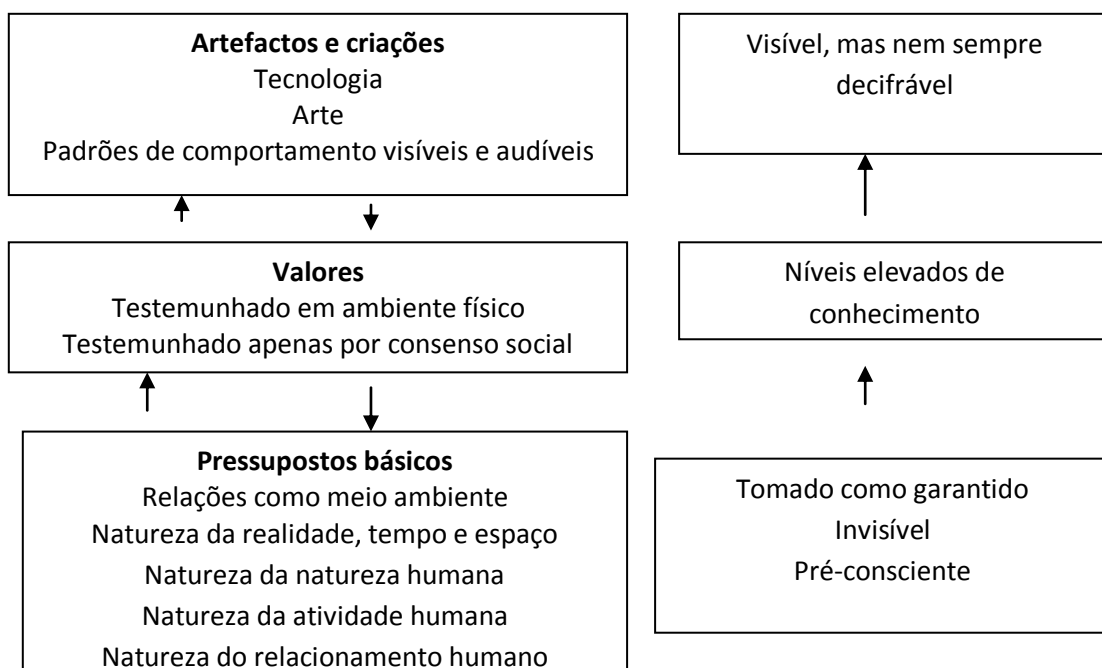 Artefactos e criações
Tecnologia
Arte
Padrões de comportamento visíveis e audíveis
Visível, mas nem sempre
decifrável
Valores
Testemunhado em ambiente físico
Testemunhado apenas por consenso social
Níveis elevados de
conhecimento
Pressupostos básicos
Relações como meio ambiente
Natureza da realidade, tempo e espaço
Natureza da natureza humana
Natureza da atividade humana
Natureza do relacionamento humano
Tomado como garantido
Invisível
Pré-consciente